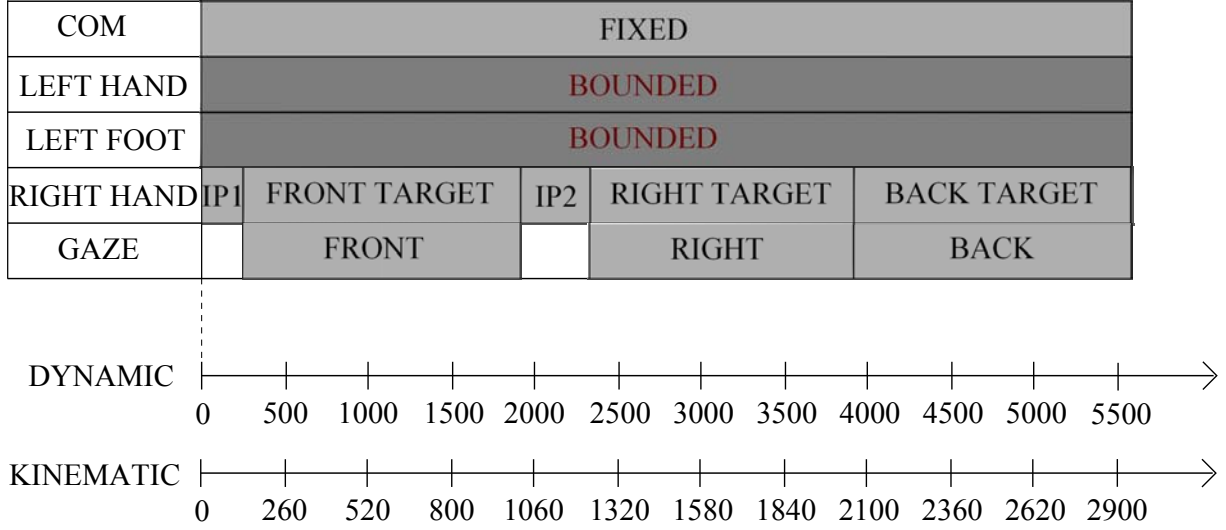 COM FIXED
LEFT HAND BOUNDED
LEFT FOOT BOUNDED
RIGHT HAND IP1 FRONT TARGET IP2 RIGHT TARGET BACK TARGET
GAZE FRONT RIGHT BACK
DYNAMIC
0 500 1000 1500 2000 2500 3000 3500 4000 4500 5000 5500
KINEMATIC
0 260 520 800 1060 1320 1580 1840 2100 2360 2620 2900